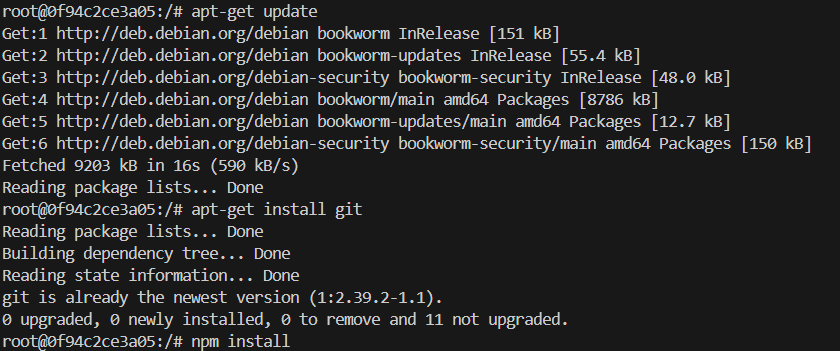 root@0f94c2ce3a05:/# apt-get update
Get:1 http://deb.debian.org/debian bookworm InRelease [151 kB]
Get:2 http://deb.debian.org/debian bookworm-updates InRelease [55.4 kB]
Get:3 http://deb.debian.org/debian-security bookworm-security InRelease [48.0 kB]
Get:4 http://deb.debian.org/debian bookworm/main amd64 Packages [8786 kB]
Get:5 http://deb.debian.org/debian bookworm-updates/main amd64 Packages [12.7 kB]
Get:6 http://deb.debian.org/debian-security bookworm-security/main amd64 Packages [150 kB]
Fetched 9203 kB in 16s (590 kB/s)
Reading package lists... Done
root@0f94c2ce3a05:/# apt-get install git
Reading package lists... Done
Building dependency tree... Done
Reading state information... Done
git is already the newest version (1:2.39.2-1.1).
0 upgraded, 0 newly installed, 0 to remove and 11 not upgraded.
root@0f94c2ce3a05:/# npm install